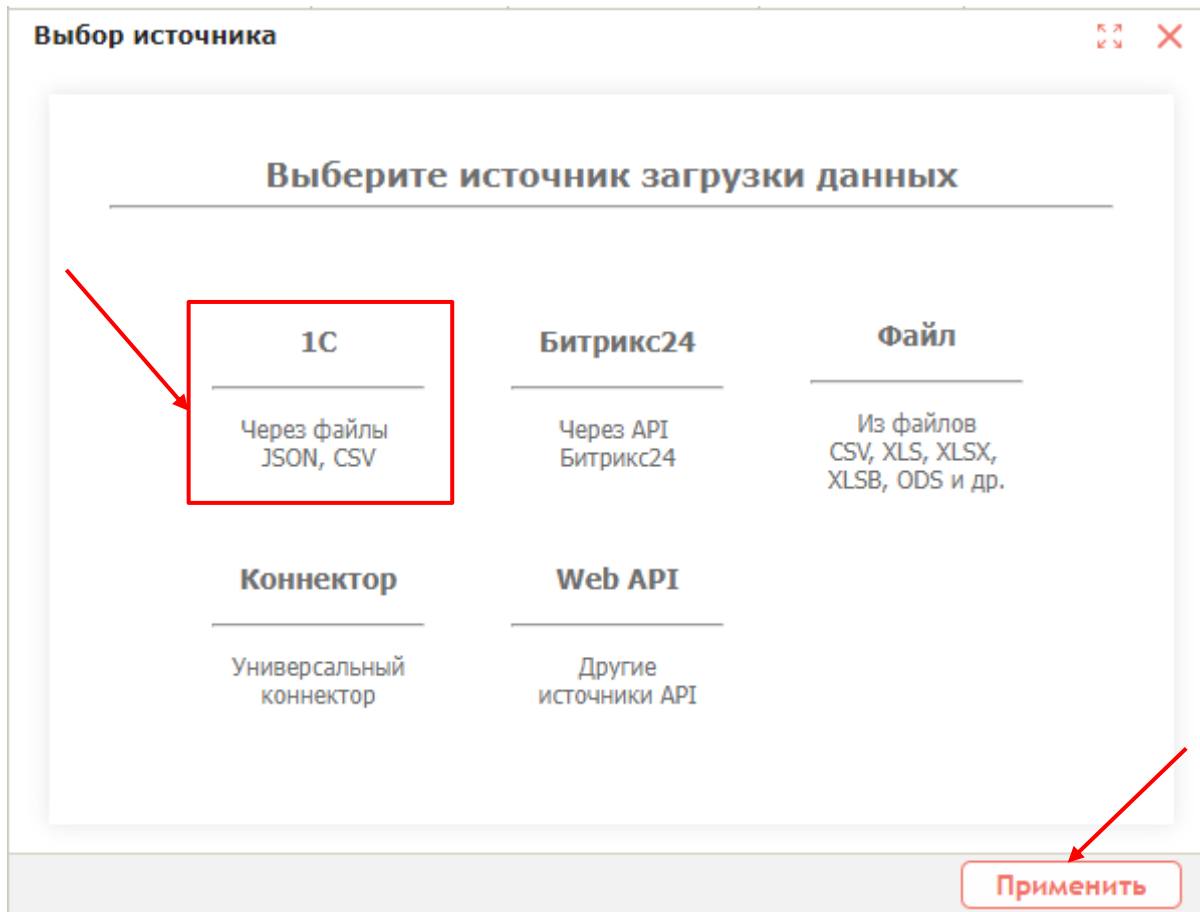 Выбор источника
Выберите источник загрузки данных
1С
Через файлы
JSON, CSV
Битрикс24
Через API
Битрикс24
Файл
Из файлов
CSV, XLS, XLSX,
XLSB, ODS и др.
Коннектор
Универсальный
коннектор
Web API
Другие
источники API
Применить